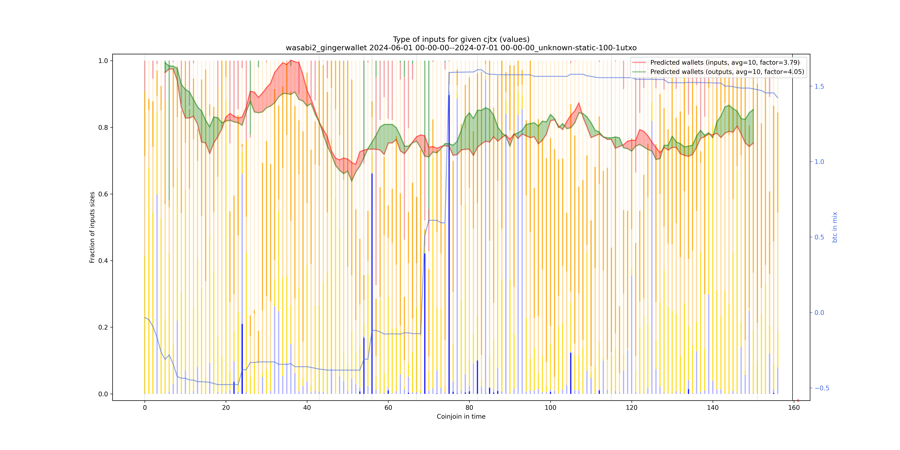 Type of inputs for given cjtx (values)
wasabi2_gingerwallet 2024-06-01 00-00-00--2024-07-01 00-00-00_unknown-static-100-1utxo
Predicted wallets (inputs, avg=10, factor=3.79)
Predicted wallets (outputs, avg=10, factor=4.05)
Fraction of inputs sizes
1.0
0.8
0.6
0.4
0.2
0.0
1.5
1.0
0.5
0.0
−0.5
btc in mix
0
20
40
60
80
100
120
140
160
Coinjoin in time